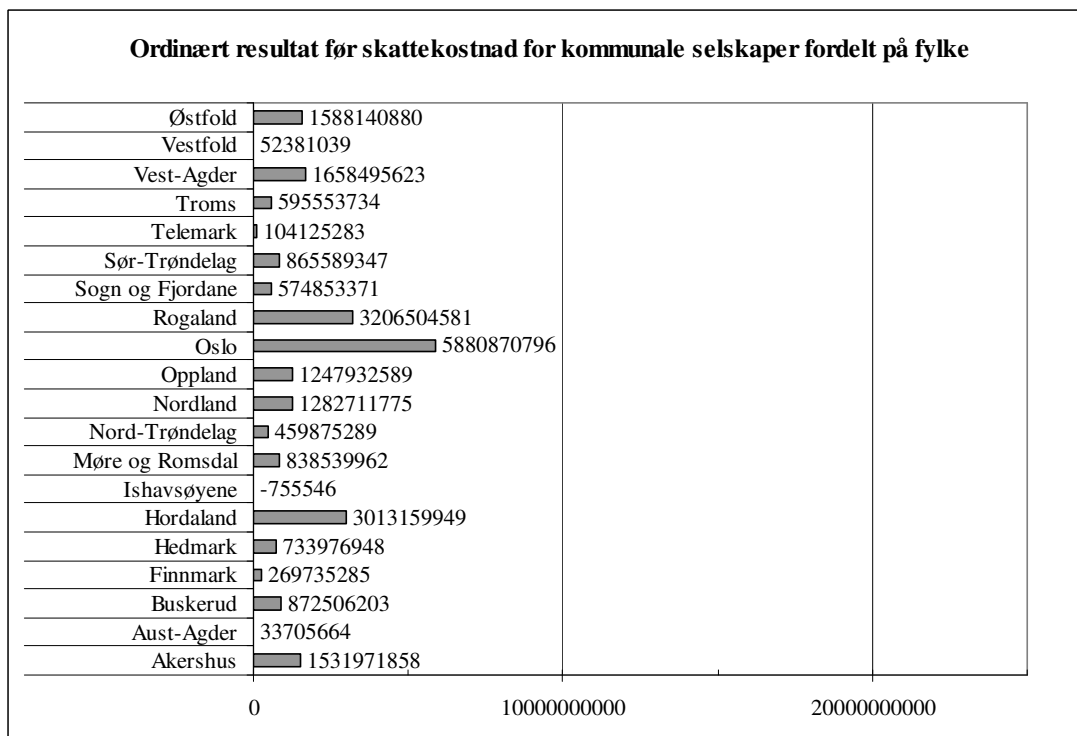 Ordinært resultat før skattekostnad for kommunale selskaper fordelt på fylke
Østfold 1588140880
Vestfold 52381039
Vest-Agder 1658495623
Troms 595553734
Telemark 104125283
Sør-Trøndelag 865589347
Sogn og Fjordane 574853371
Rogaland 3206504581
Oslo 5880870796
Oppland 1247932589
Nordland 1282711775
Nord-Trøndelag 459875289
Møre og Romsdal 838539962
Ishavsøyene -755546
Hordaland 3013159949
Hedmark 733976948
Finnmark 269735285
Buskerud 872506203
Aust-Agder 33705664
Akershus 1531971858
0 10000000000 20000000000